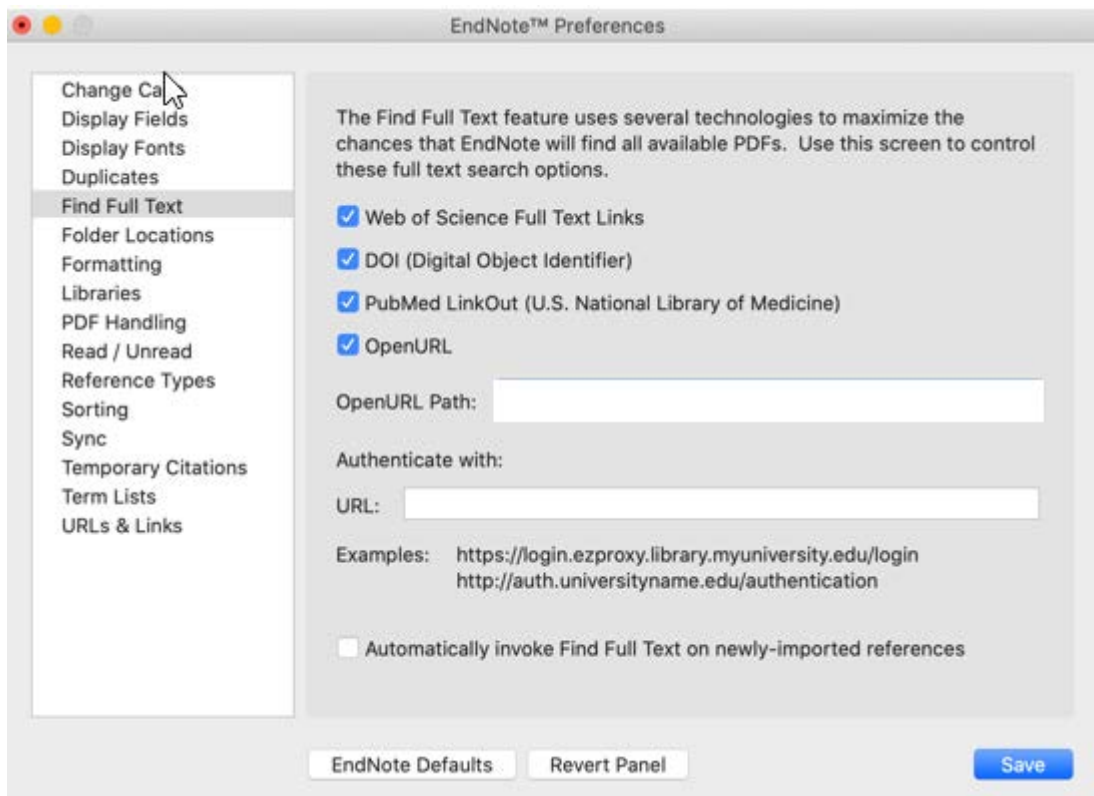 EndNote™ Preferences
Change Ca
Display Fields
Display Fonts
Duplicates
Find Full Text
Folder Locations
Formatting
Libraries
PDF Handling
Read / Unread
Reference Types
Sorting
Sync
Temporary Citations
Term Lists
URLs & Links
The Find Full Text feature uses several technologies to maximize the
chances that EndNote will find all available PDFs.  Use this screen to control
these full text search options.
Web of Science Full Text Links
DOI (Digital Object Identifier)
PubMed LinkOut (U.S. National Library of Medicine)
OpenURL
OpenURL Path:
Authenticate with:
URL:
Examples: https://login.ezproxy.library.myuniversity.edu/login
http://auth.universityname.edu/authentication
Automatically invoke Find Full Text on newly-imported references
EndNote Defaults
Revert Panel
Save